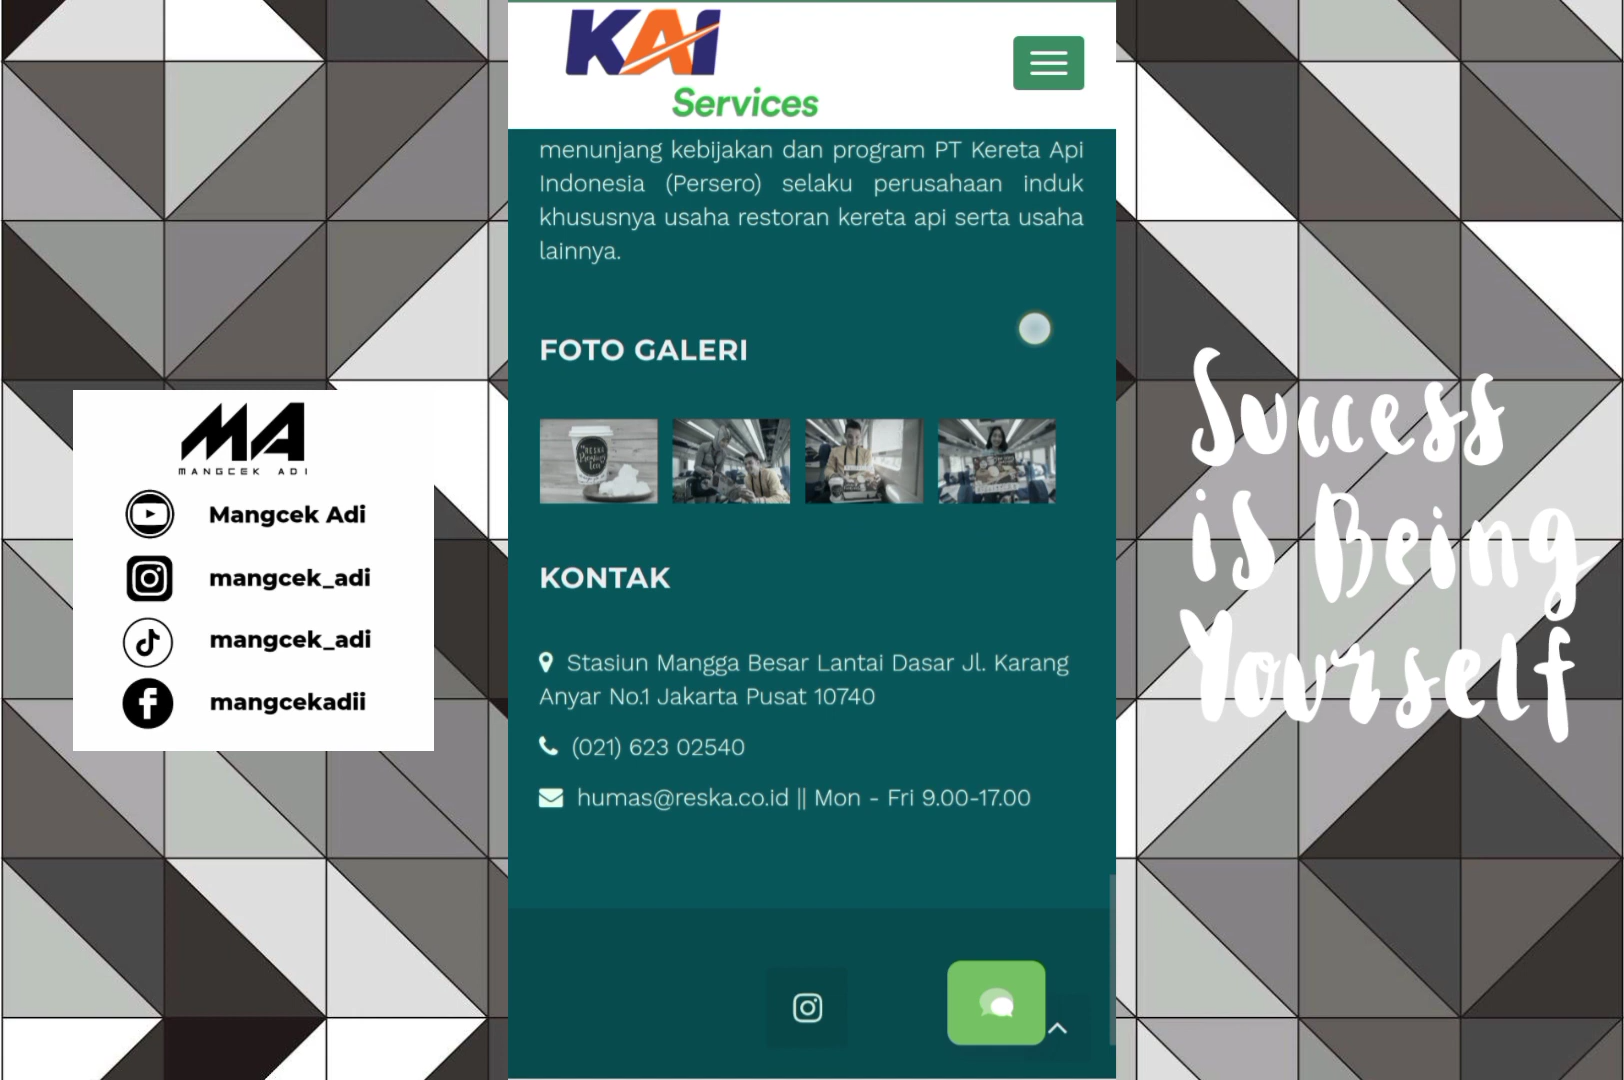 KAI
Services
menunjang kebijakan dan program PT Kereta Api
Indonesia (Persero) selaku perusahaan induk
khususnya usaha restoran kereta api serta usaha
lainnya.
FOTO GALERI
KONTAK
Stasiun Mangga Besar Lantai Dasar Jl. Karang
Anyar No.1 Jakarta Pusat 10740
(021) 623 02540
humas@reska.co.id || Mon - Fri 9.00-17.00
MA
MANGCEK ADI
Mangcek Adi
mangcek_adi
mangcek_adi
mangcekadii
Success
is Being
Yourself